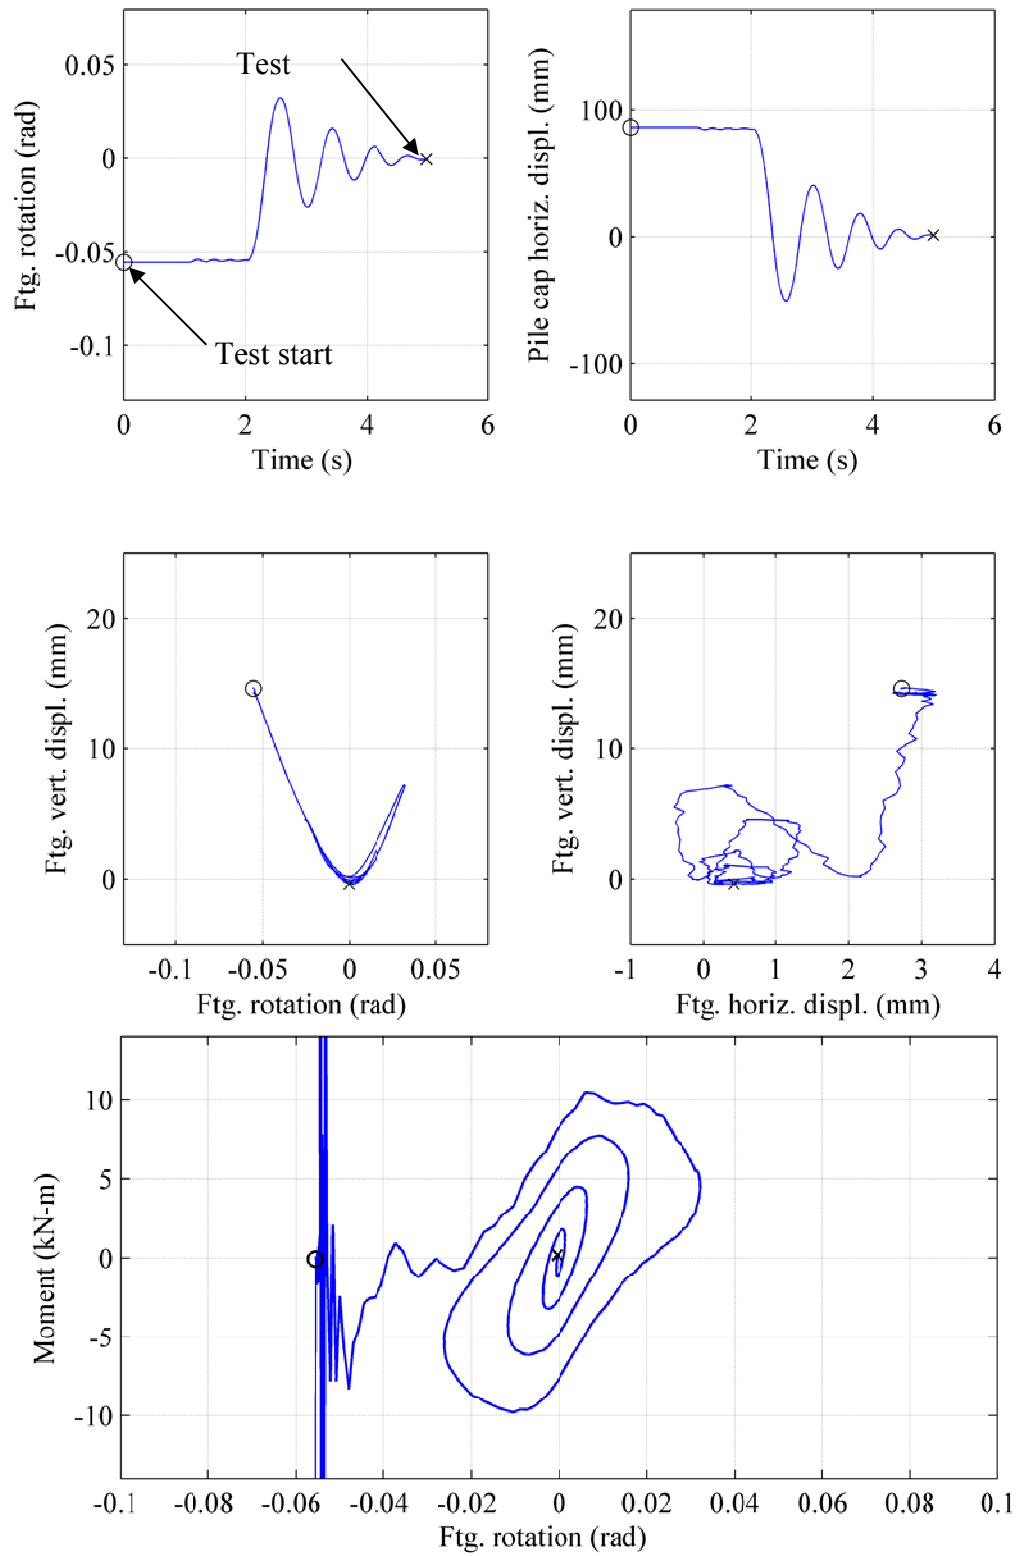 Ftg. rotation (rad)
0.05
0
-0.05
-0.1
Test
Test start
0 2 4 6
Time (s)
Pile cap horiz. displ. (mm)
100
0
-100
0 2 4 6
Time (s)
Ftg. vert. displ. (mm)
20
10
0
-0.1 -0.05 0 0.05
Ftg. rotation (rad)
Ftg. vert. displ. (mm)
20
10
0
-1 0 1 2 3 4
Ftg. horiz. displ. (mm)
Moment (kN-m)
10
5
0
-5
-10
-0.1 -0.08 -0.06 -0.04 -0.02 0 0.02 0.04 0.06 0.08 0.1
Ftg. rotation (rad)